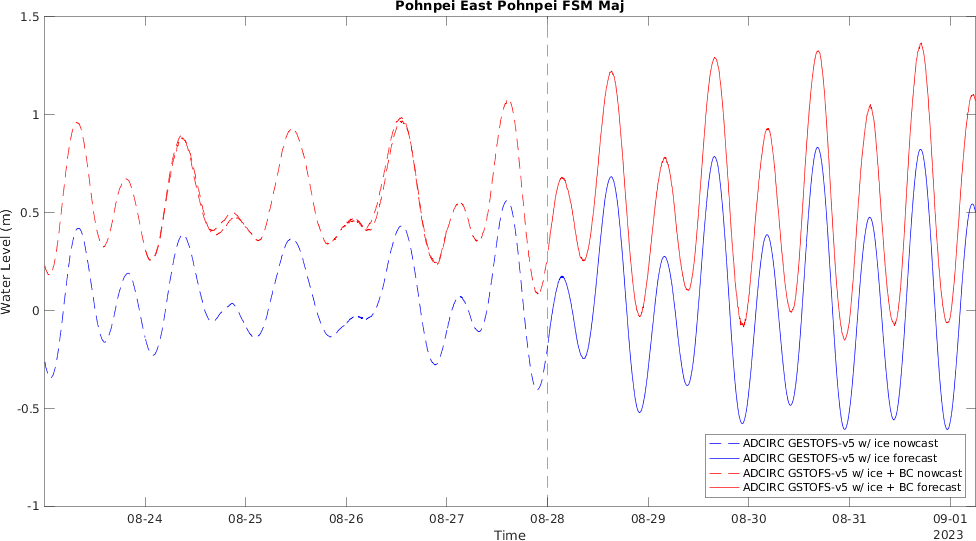 Pohnpei East Pohnpei FSM Maj
1.5
1
0.5
0
-0.5
-1
Water Level (m)
08-24
08-25
08-26
08-27
08-28
08-29
08-30
08-31
09-01
2023
Time
ADCIRC GESTOFS-v5 w/ ice nowcast
ADCIRC GESTOFS-v5 w/ ice forecast
ADCIRC GSTOFS-v5 w/ ice + BC nowcast
ADCIRC GSTOFS-v5 w/ ice + BC forecast